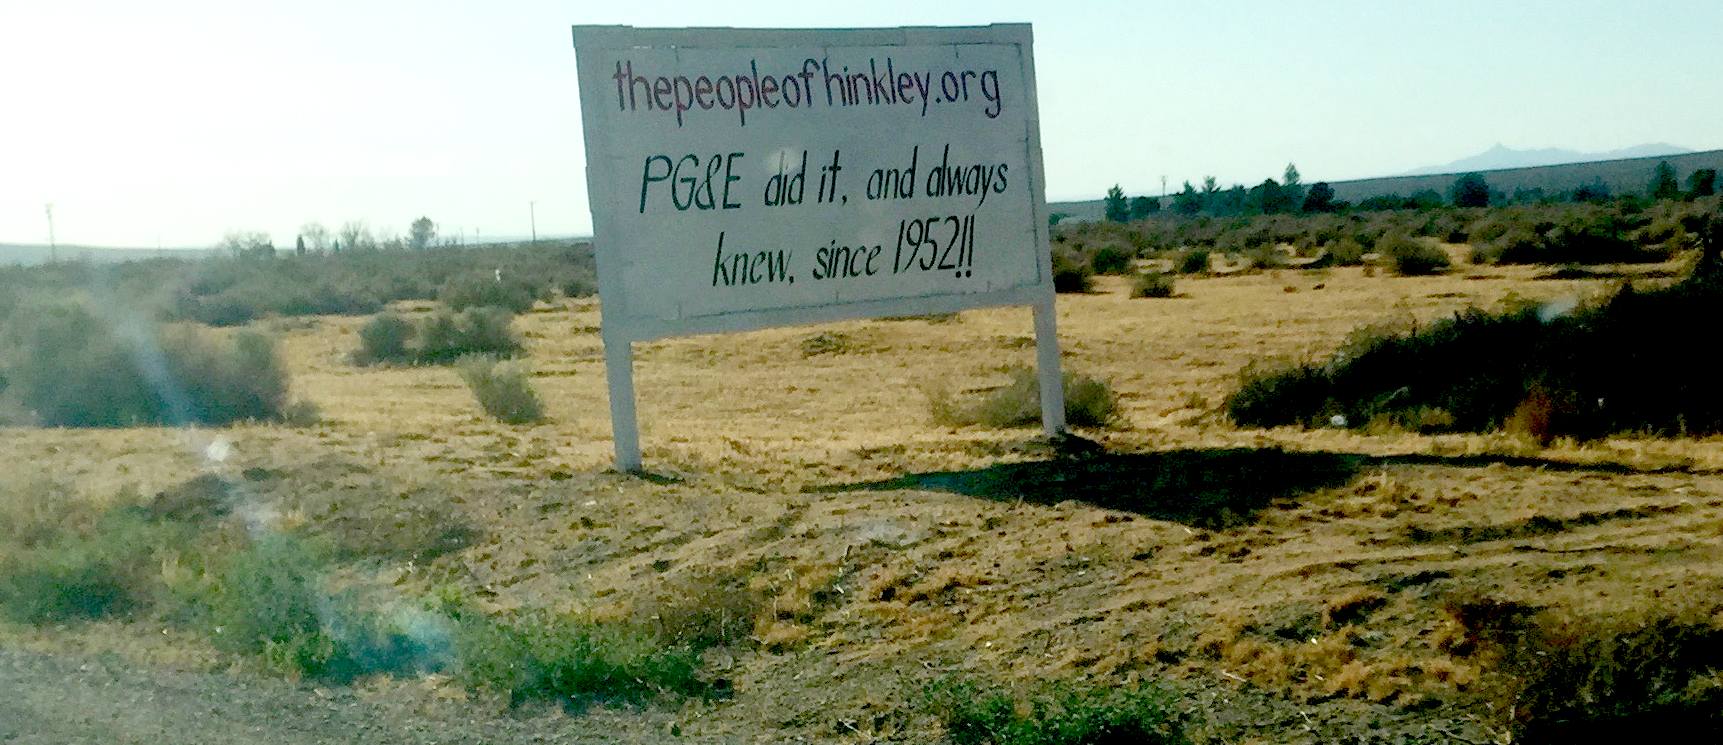 thepeopleofhinkley.org
PG&E did it, and always
knew, since 1952!!